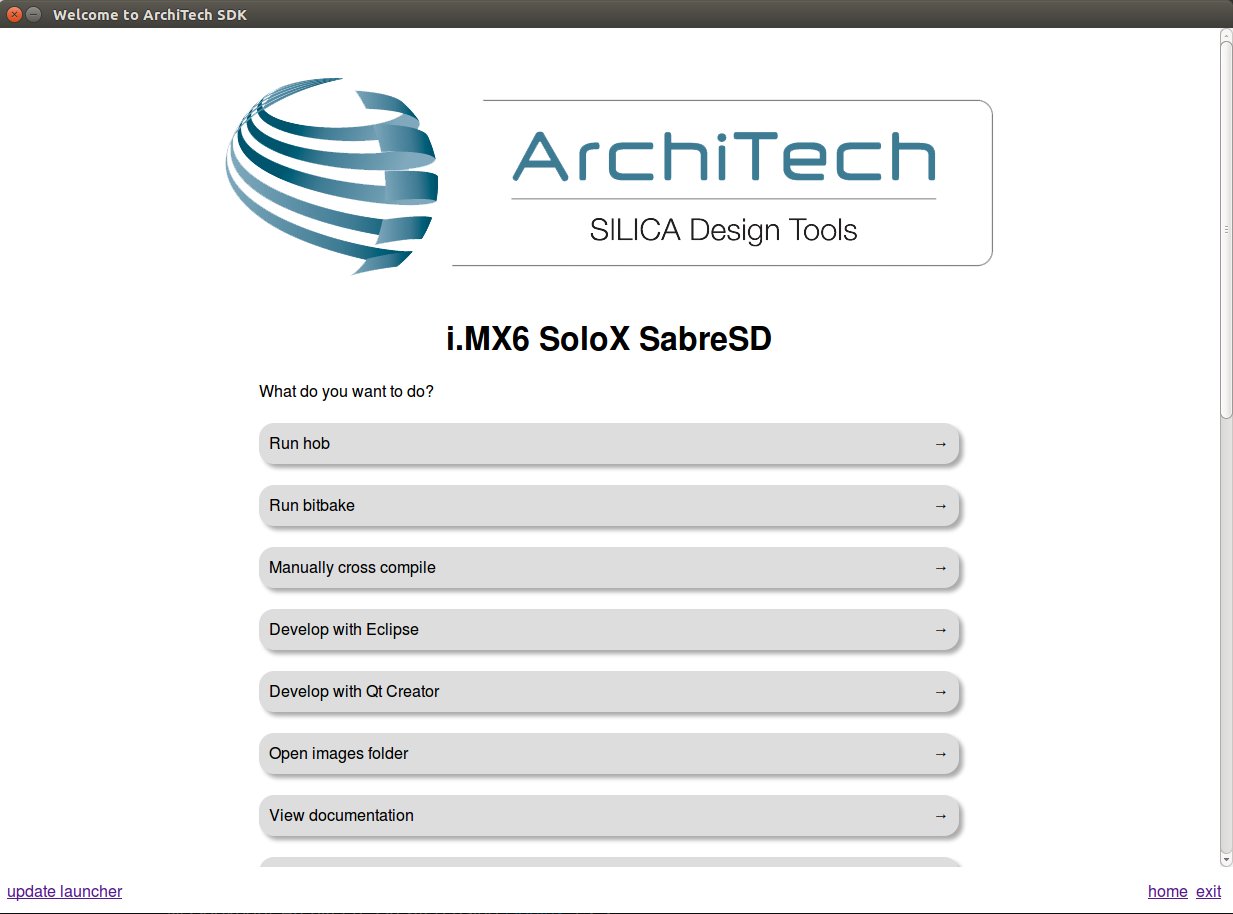 Welcome to ArchiTech SDK
ArchiTech
SILICA Design Tools
i.MX6 SoloX SabreSD
What do you want to do?
Run hob →
Run bitbake →
Manually cross compile →
Develop with Eclipse →
Develop with Qt Creator →
Open images folder →
View documentation →
update launcher home exit